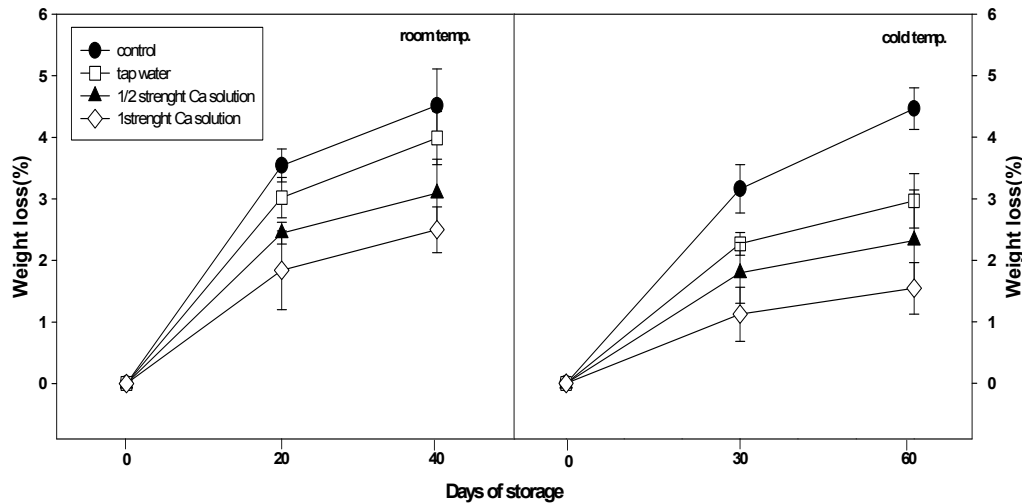 room temp.
control
tap water
1/2 strenght Ca solution
1strenght Ca solution
Weight loss(%)
6
5
4
3
2
1
0
0
20
40
cold temp.
6
5
4
3
2
1
0
Weight loss(%)
0
30
60
Days of storage